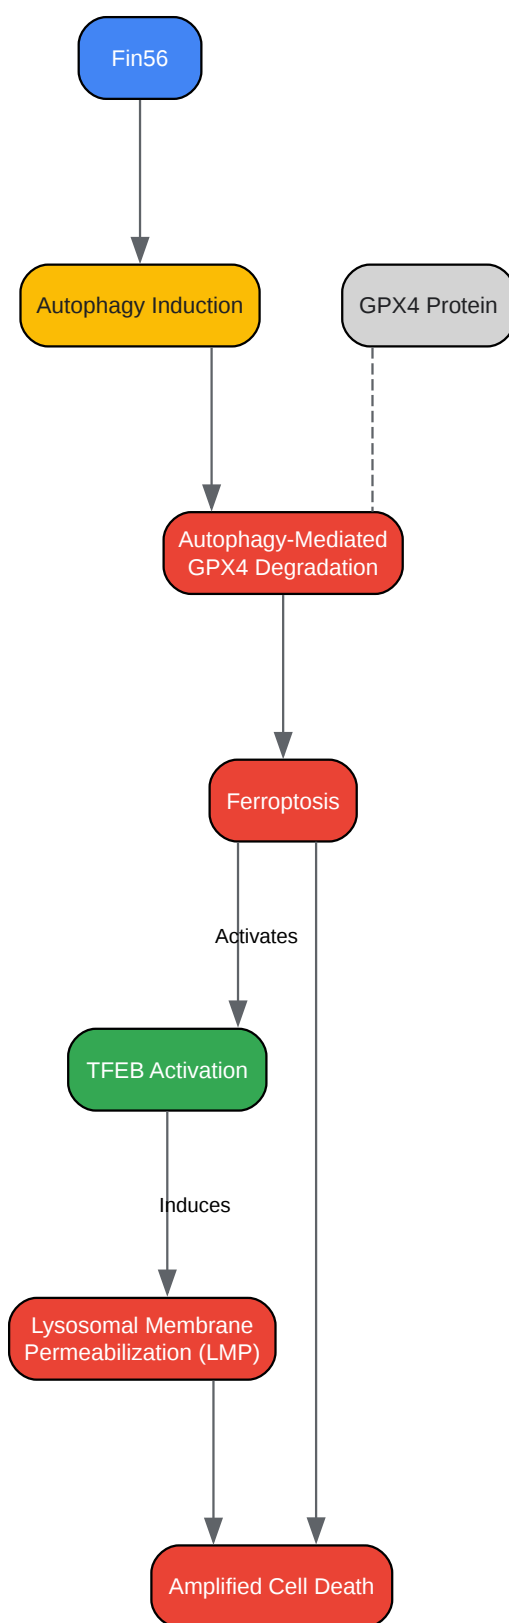 Fin56
Autophagy Induction
GPX4 Protein
Autophagy-Mediated
GPX4 Degradation
Ferroptosis
Activates
TFEB Activation
Induces
Lysosomal Membrane
Permeabilization (LMP)
Amplified Cell Death